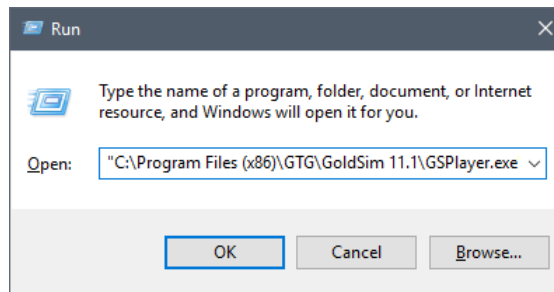 Run
Type the name of a program, folder, document, or Internet
resource, and Windows will open it for you.
Open: "C:\Program Files (x86)\GTG\GoldSim 11.1\GSPlayer.exe
OK Cancel Browse...